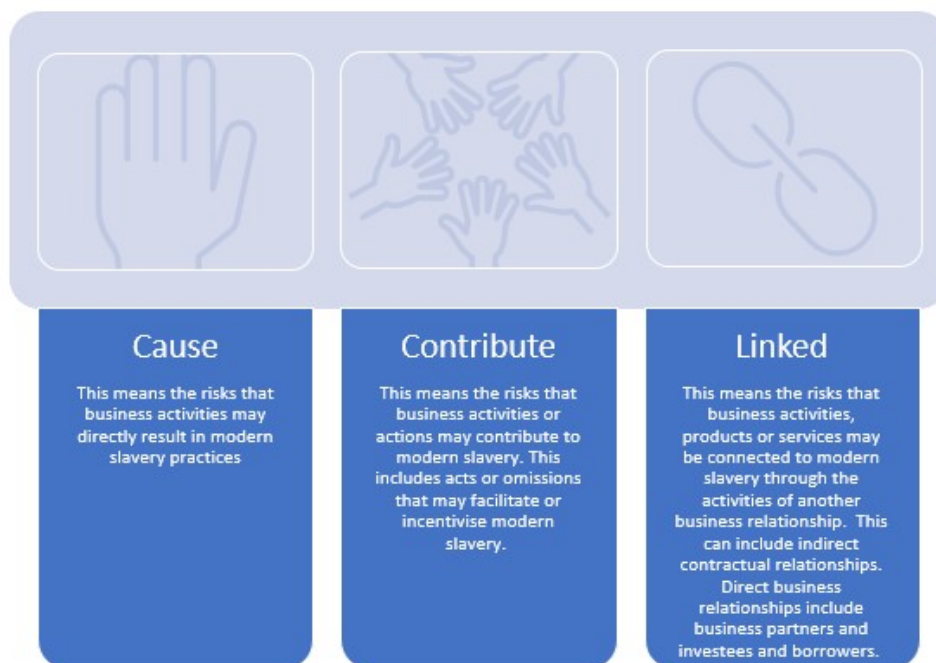 Cause
This means the risks that
business activities may
directly result in modern
slavery practices
Contribute
This means the risks that
business activities or
actions may contribute to
modern slavery. This
includes acts or omissions
that may facilitate or
incentivise modern
slavery.
Linked
This means the risks that
business activities,
products or services may
be connected to modern
slavery through the
activities of another
business relationship. This
can include indirect
contractual relationships.
Direct business
relationships include
business partners and
investees and borrowers.